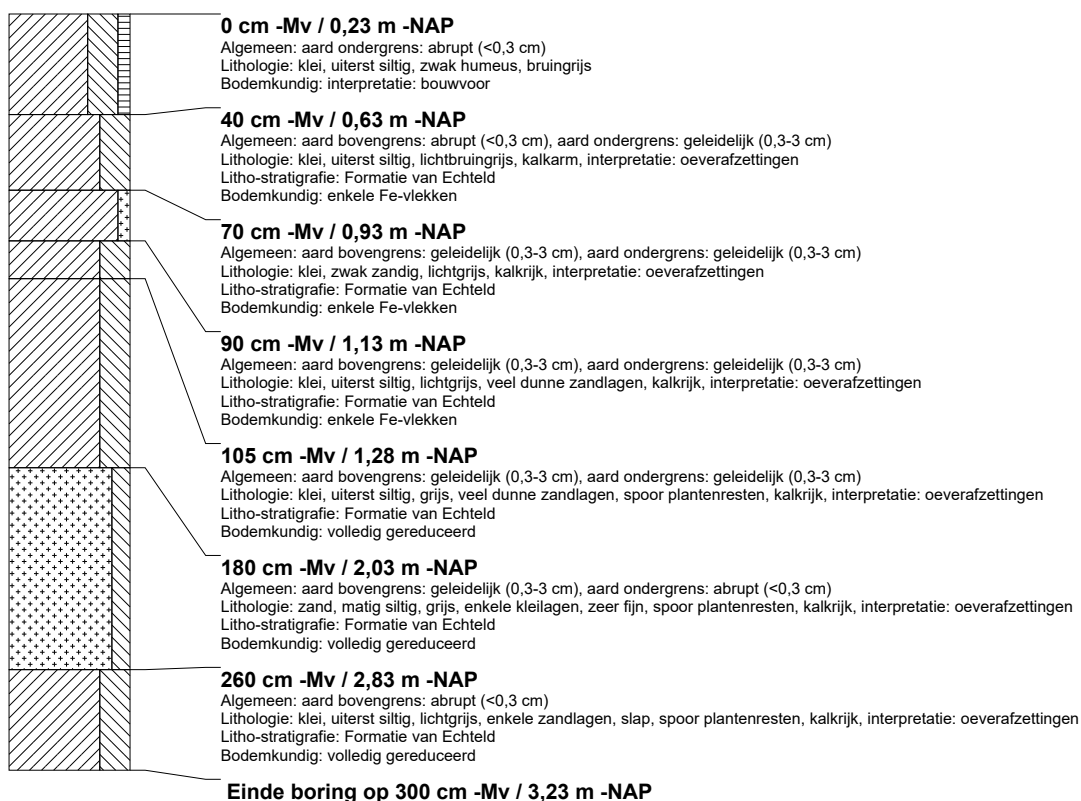 0 cm -Mv / 0,23 m -NAP
Algemeen: aard ondergrens: abrupt (<0,3 cm)
Lithologie: klei, uiterst siltig, zwak humeus, bruingrijs
Bodemkundig: interpretatie: bouwvoor
40 cm -Mv / 0,63 m -NAP
Algemeen: aard bovengrens: abrupt (<0,3 cm), aard ondergrens: geleidelijk (0,3-3 cm)
Lithologie: klei, uiterst siltig, lichtbruingrijs, kalkarm, interpretatie: oeverafzettingen
Litho-stratigrafie: Formatie van Echteld
Bodemkundig: enkele Fe-vlekken
70 cm -Mv / 0,93 m -NAP
Algemeen: aard bovengrens: geleidelijk (0,3-3 cm), aard ondergrens: geleidelijk (0,3-3 cm)
Lithologie: klei, zwak zandig, lichtgrijs, kalkrijk, interpretatie: oeverafzettingen
Litho-stratigrafie: Formatie van Echteld
Bodemkundig: enkele Fe-vlekken
90 cm -Mv / 1,13 m -NAP
Algemeen: aard bovengrens: geleidelijk (0,3-3 cm), aard ondergrens: geleidelijk (0,3-3 cm)
Lithologie: klei, uiterst siltig, lichtgrijs, veel dunne zandlagen, kalkrijk, interpretatie: oeverafzettingen
Litho-stratigrafie: Formatie van Echteld
Bodemkundig: enkele Fe-vlekken
105 cm -Mv / 1,28 m -NAP
Algemeen: aard bovengrens: geleidelijk (0,3-3 cm), aard ondergrens: geleidelijk (0,3-3 cm)
Lithologie: klei, uiterst siltig, grijs, veel dunne zandlagen, spoor plantenresten, kalkrijk, interpretatie: oeverafzettingen
Litho-stratigrafie: Formatie van Echteld
Bodemkundig: volledig gereduceerd
180 cm -Mv / 2,03 m -NAP
Algemeen: aard bovengrens: geleidelijk (0,3-3 cm), aard ondergrens: abrupt (<0,3 cm)
Lithologie: zand, matig siltig, grijs, enkele kleilagen, zeer fijn, spoor plantenresten, kalkrijk, interpretatie: oeverafzettingen
Litho-stratigrafie: Formatie van Echteld
Bodemkundig: volledig gereduceerd
260 cm -Mv / 2,83 m -NAP
Algemeen: aard bovengrens: abrupt (<0,3 cm)
Lithologie: klei, uiterst siltig, lichtgrijs, enkele zandlagen, slap, spoor plantenresten, kalkrijk, interpretatie: oeverafzettingen
Litho-stratigrafie: Formatie van Echteld
Bodemkundig: volledig gereduceerd
Einde boring op 300 cm -Mv / 3,23 m -NAP